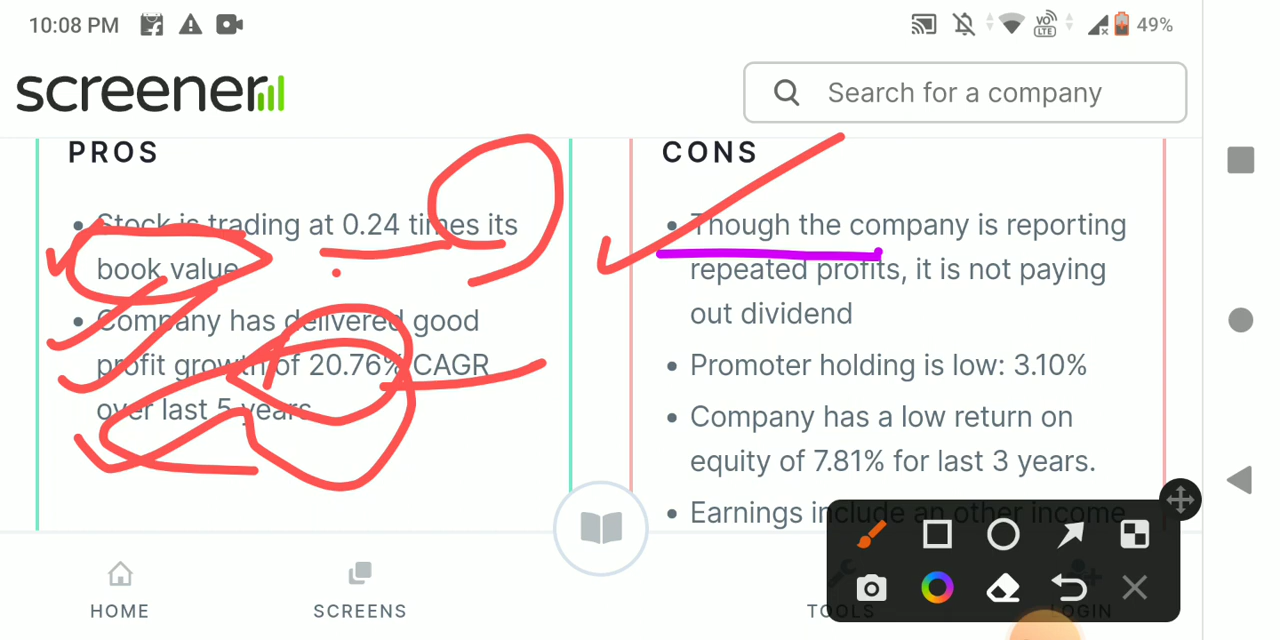 10:08 PM
VO
LTE
49%
screener
Search for a company
PROS
Stock is trading at 0.24 times its
book value
Company has delivered good
profit growth of 20.76% CAGR
over last 5 years
CONS
Though the company is reporting
repeated profits, it is not paying
out dividend
Promoter holding is low: 3.10%
Company has a low return on
equity of 7.81% for last 3 years.
Earnings include an other income
HOME
SCREENS
TOOLS
LOGIN